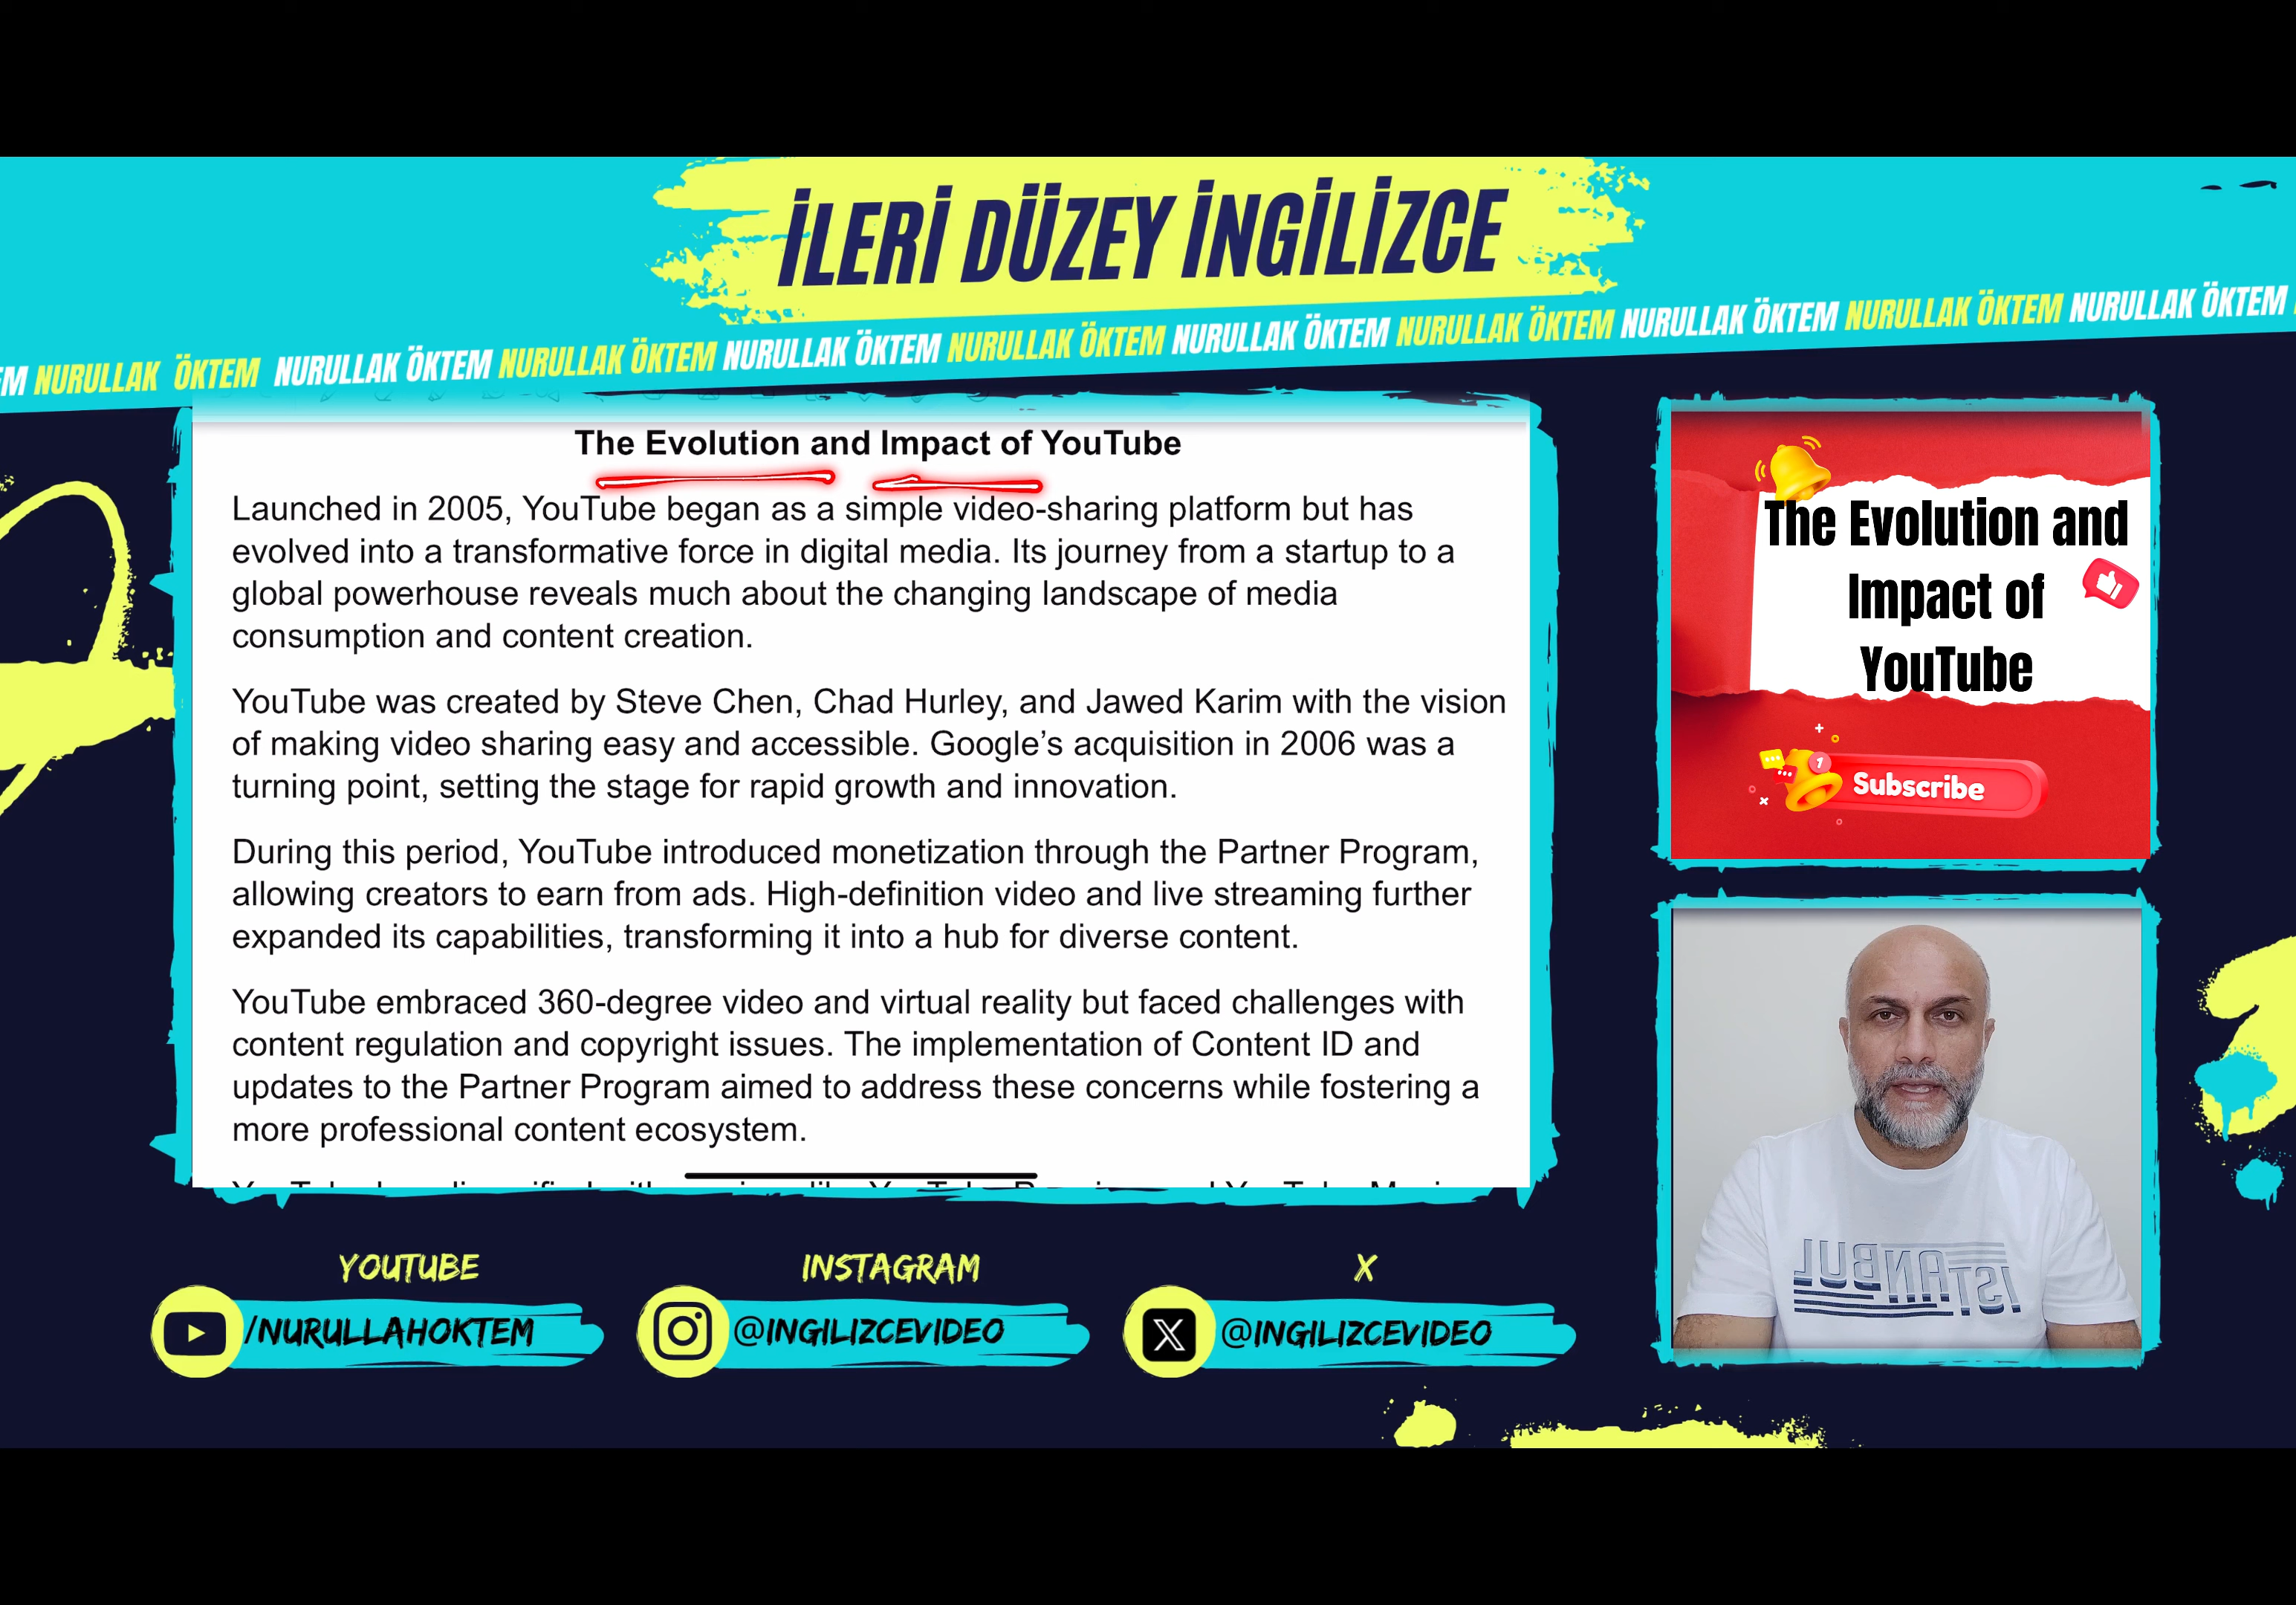 İLERİ DÜZEY İNGİLİZCE
EM NURULLAK ÖKTEM NURULLAK ÖKTEM NURULLAK ÖKTEM NURULLAK ÖKTEM NURULLAK ÖKTEM NURULLAK ÖKTEM NURULLAK ÖKTEM NURULLAK ÖKTEM NURULLAK ÖKTEM NURULLAK ÖKTEM
The Evolution and Impact of YouTube
Launched in 2005, YouTube began as a simple video-sharing platform but has
evolved into a transformative force in digital media. Its journey from a startup to a
global powerhouse reveals much about the changing landscape of media
consumption and content creation.
YouTube was created by Steve Chen, Chad Hurley, and Jawed Karim with the vision
of making video sharing easy and accessible. Google’s acquisition in 2006 was a
turning point, setting the stage for rapid growth and innovation.
During this period, YouTube introduced monetization through the Partner Program,
allowing creators to earn from ads. High-definition video and live streaming further
expanded its capabilities, transforming it into a hub for diverse content.
YouTube embraced 360-degree video and virtual reality but faced challenges with
content regulation and copyright issues. The implementation of Content ID and
updates to the Partner Program aimed to address these concerns while fostering a
more professional content ecosystem.
The Evolution and
Impact of
YouTube
1
Subscribe
ISTANBUL
YOUTUBE
/NURULLAHOKTEM
INSTAGRAM
@INGILIZCEVIDEO
X
@INGILIZCEVIDEO